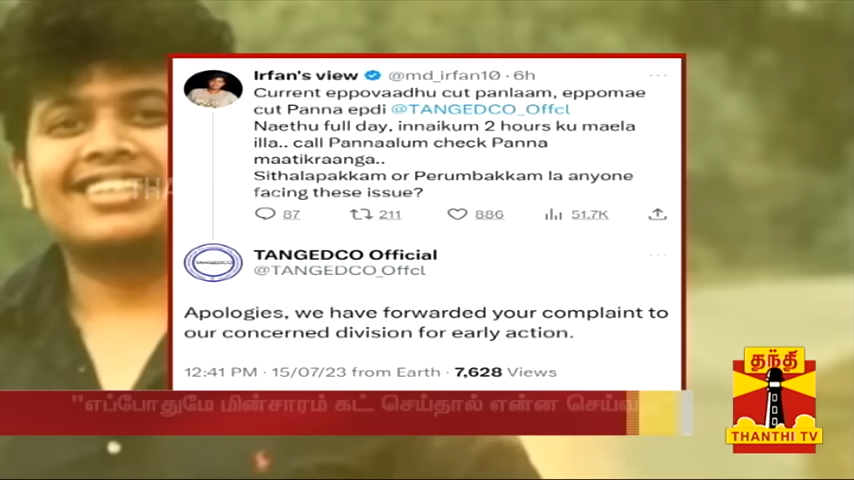 Irfan's view @md_irfan10 · 6h
Current eppovaadhu cut panlaam, eppomae
cut Panna epdi @TANGEDCO_Offcl
Naethu full day, innaikum 2 hours ku maela
illa.. call Pannaalum check Panna
maatikraanga..
Sithalapakkam or Perumbakkam la anyone
facing these issue?
87 211 886 51.7K
TANGEDCO
TANGEDCO Official
@TANGEDCO_Offcl
Apologies, we have forwarded your complaint to
our concerned division for early action.
12:41 PM · 15/07/23 from Earth · 7,628 Views
"எப்போதுமே மின்சாரம் கட் செய்தால் என்ன
தந்தி
THANTHI TV